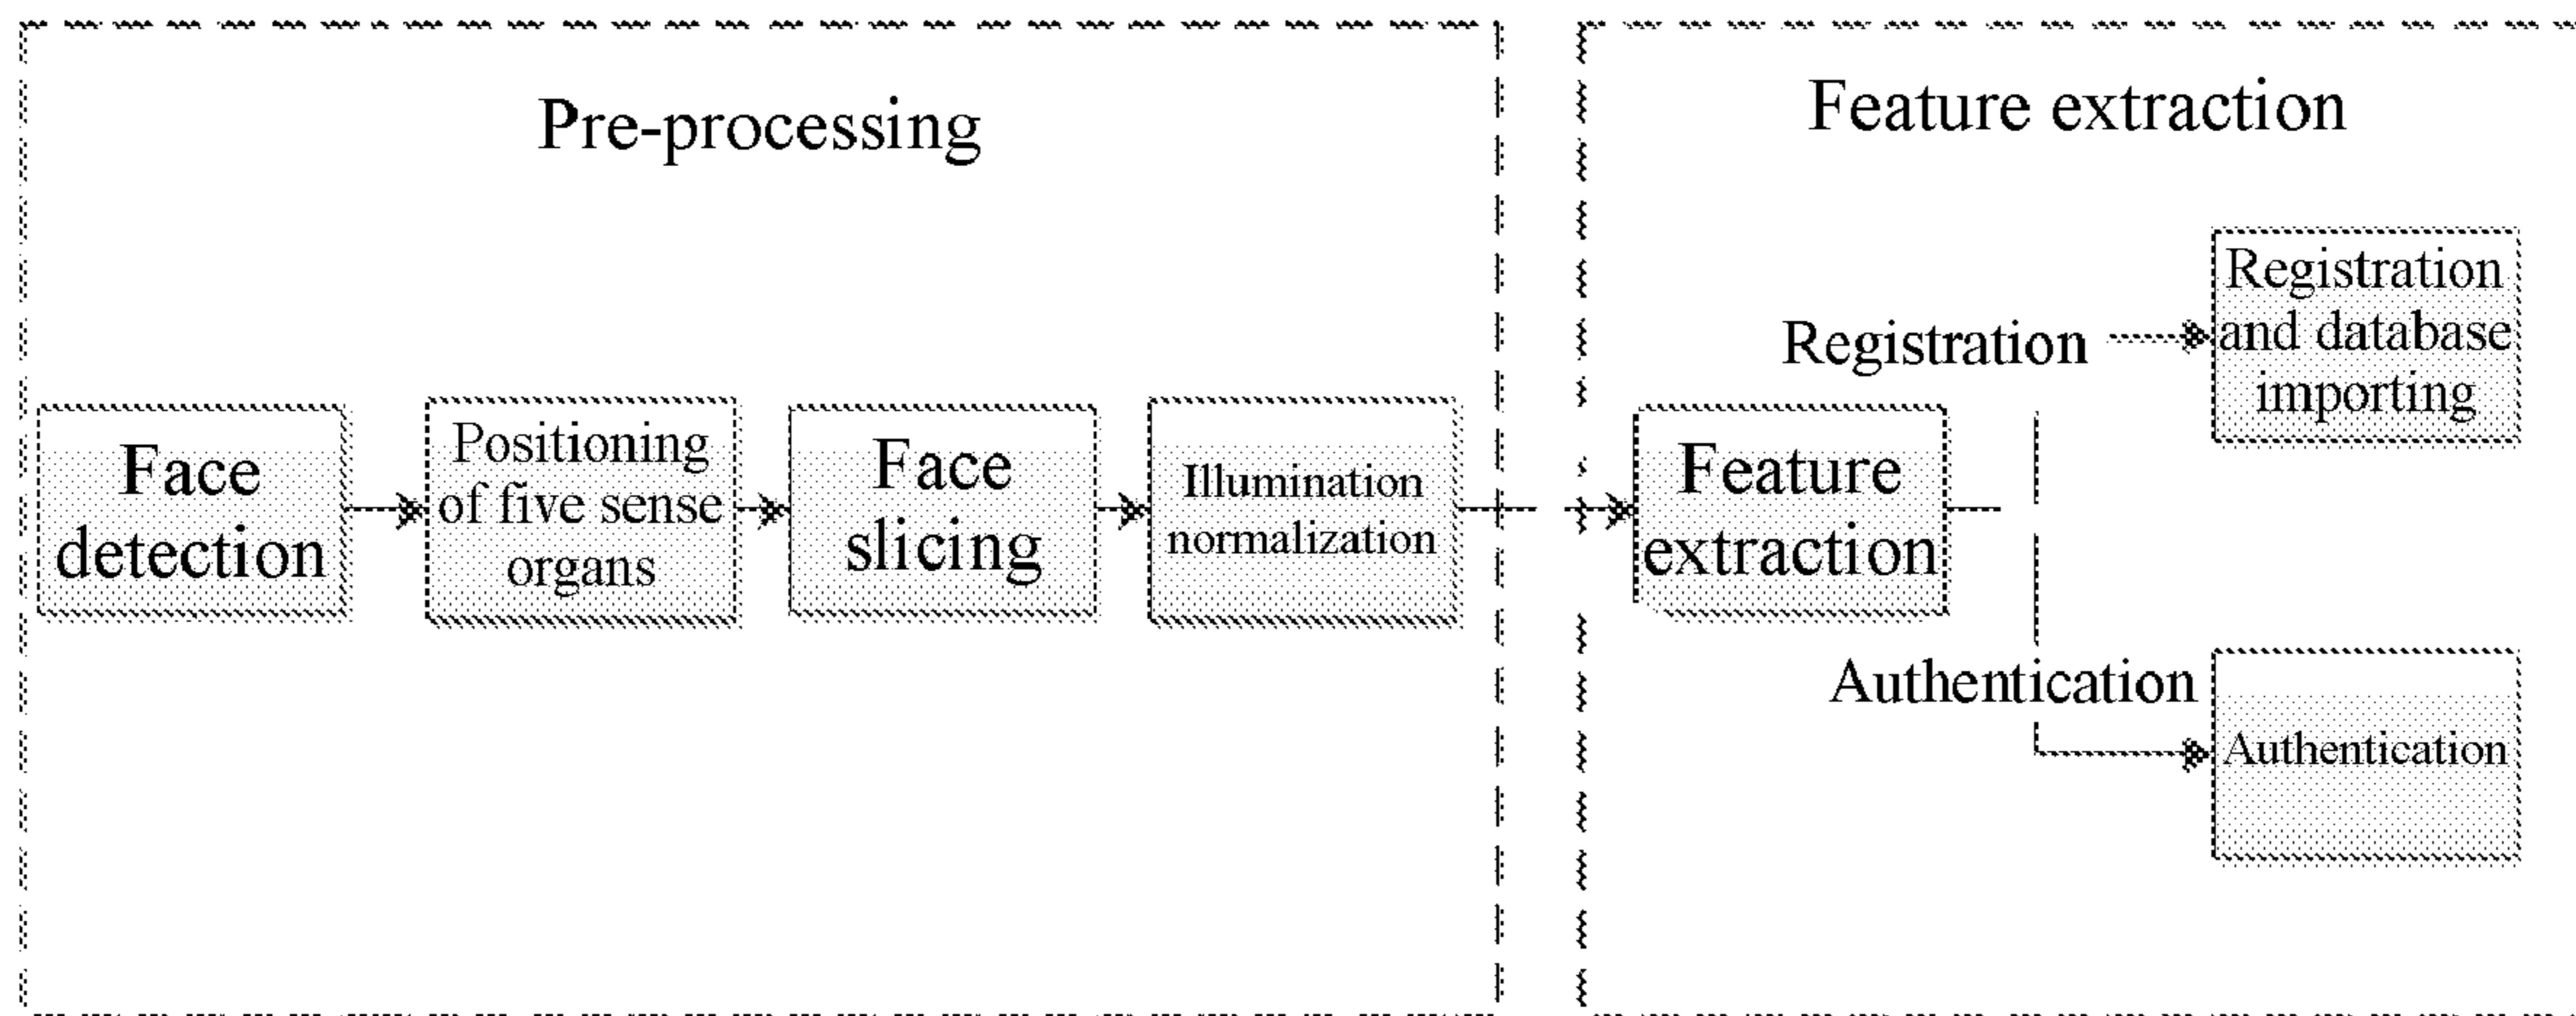 Pre-processing
Face
detection
Positioning
of five sense
organs
Face
slicing
Illumination
normalization
Feature extraction
Feature
extraction
Registration
Registration
and database
importing
Authentication
Authentication